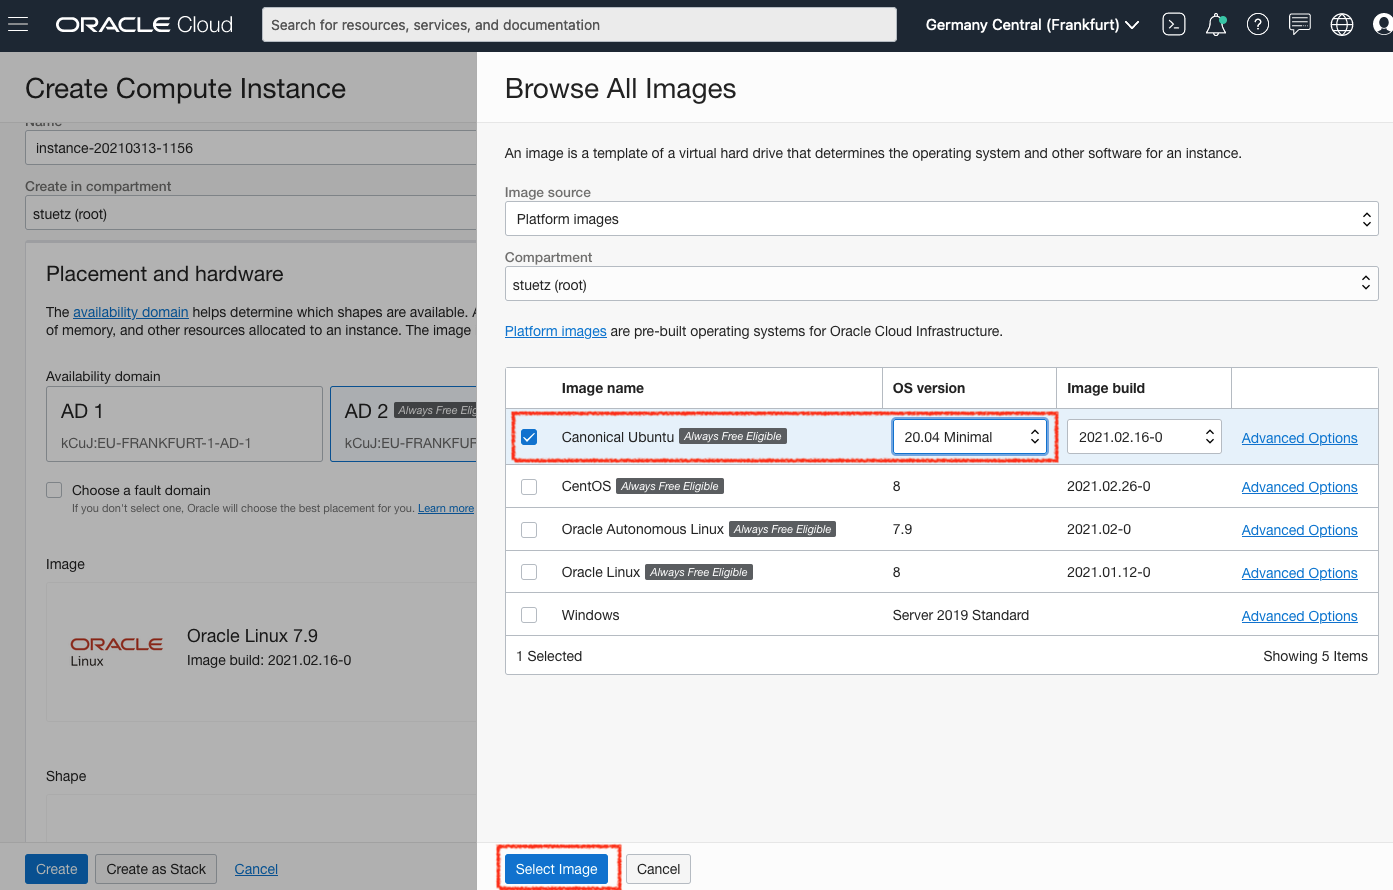 ORACLE Cloud
Search for resources, services, and documentation
Germany Central (Frankfurt)
Create Compute Instance
Name
instance-20210313-1156
Create in compartment
stuetz (root)
Placement and hardware
The availability domain helps determine which shapes are available. A
of memory, and other resources allocated to an instance. The image
Availability domain
AD 1
kCuJ:EU-FRANKFURT-1-AD-1
AD 2 Always Free Elig
kCuJ:EU-FRANKFUR
Choose a fault domain
If you don't select one, Oracle will choose the best placement for you. Learn more
Image
ORACLE
Linux
Oracle Linux 7.9
Image build: 2021.02.16-0
Shape
Create
Create as Stack
Cancel
Browse All Images
An image is a template of a virtual hard drive that determines the operating system and other software for an instance.
Image source
Platform images
Compartment
stuetz (root)
Platform images are pre-built operating systems for Oracle Cloud Infrastructure.
Image name OS version Image build
Canonical Ubuntu Always Free Eligible 20.04 Minimal 2021.02.16-0 Advanced Options
CentOS Always Free Eligible 8 2021.02.26-0 Advanced Options
Oracle Autonomous Linux Always Free Eligible 7.9 2021.02-0 Advanced Options
Oracle Linux Always Free Eligible 8 2021.01.12-0 Advanced Options
Windows Server 2019 Standard Advanced Options
1 Selected Showing 5 Items
Select Image
Cancel